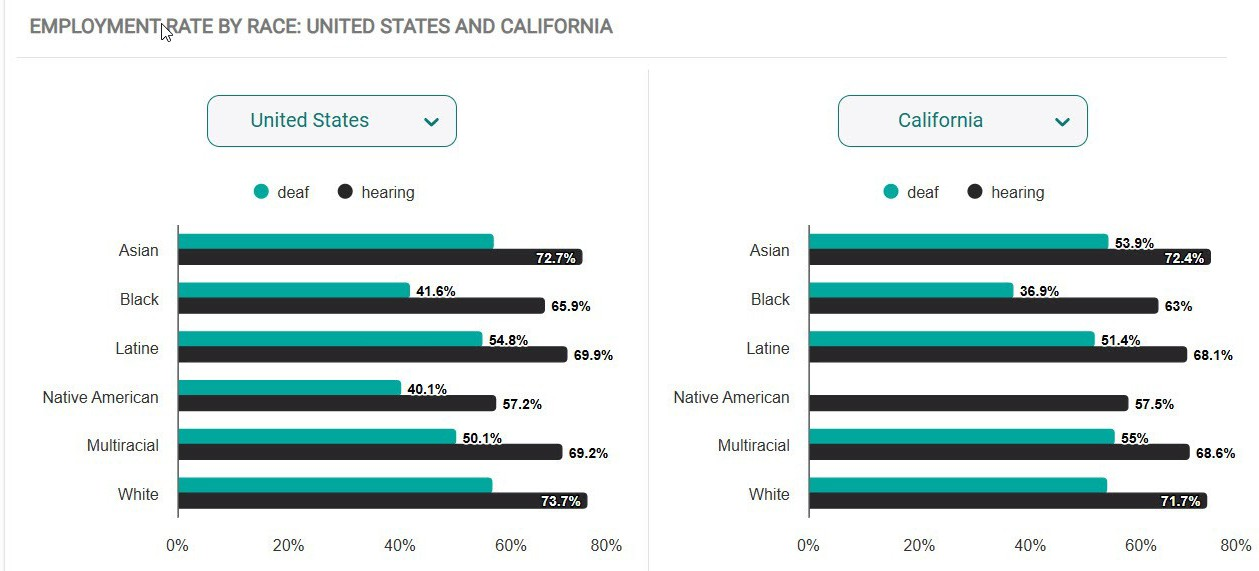 EMPLOYMENT RATE BY RACE: UNITED STATES AND CALIFORNIA
United States
deaf hearing
Asian 72.7%
Black 41.6% 65.9%
Latine 54.8% 69.9%
Native American 40.1% 57.2%
Multiracial 50.1% 69.2%
White 73.7%
0% 20% 40% 60% 80%
California
deaf hearing
Asian 53.9% 72.4%
Black 36.9% 63%
Latine 51.4% 68.1%
Native American 57.5%
Multiracial 55% 68.6%
White 71.7%
0% 20% 40% 60% 80%